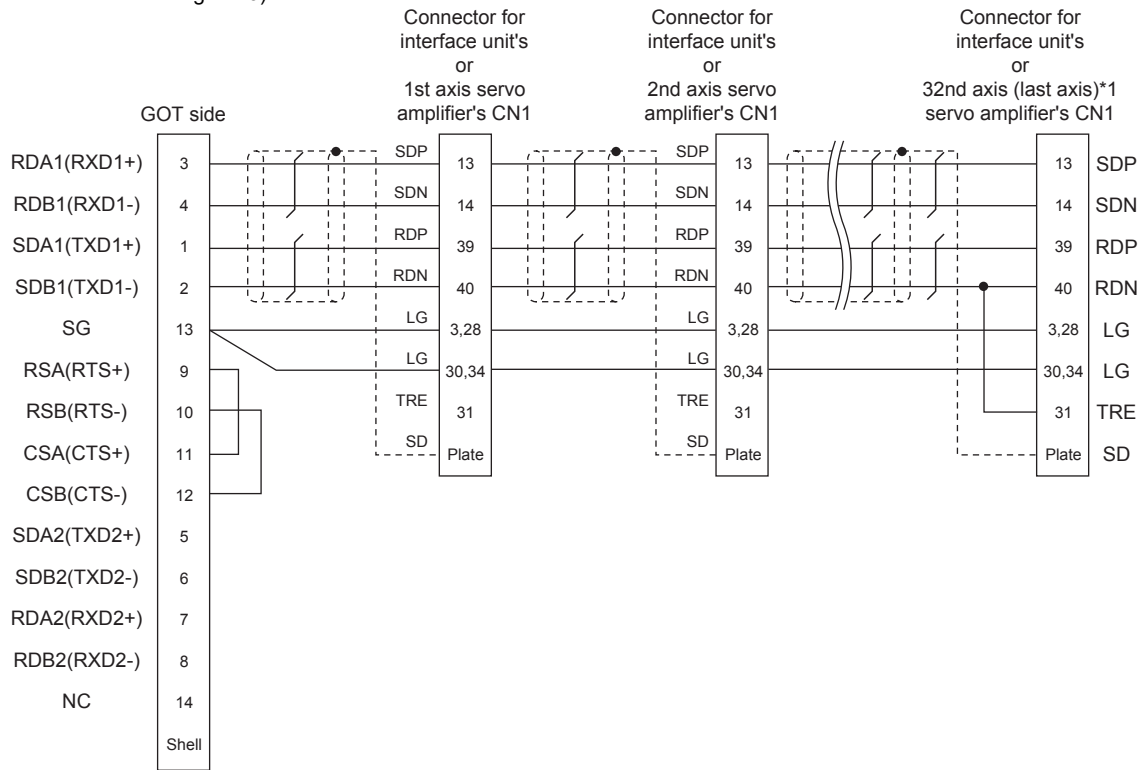 Connector for
interface unit's
or
1st axis servo
amplifier's CN1
Connector for
interface unit's
or
2nd axis servo
amplifier's CN1
Connector for
interface unit's
or
32nd axis (last axis)*1
servo amplifier's CN1
GOT side
RDA1(RXD1+) 3 SDP 13 SDP 13 13 SDP
RDB1(RXD1-) 4 SDN 14 SDN 14 14 SDN
SDA1(TXD1+) 1 RDP 39 RDP 39 39 RDP
SDB1(TXD1-) 2 RDN 40 RDN 40 40 RDN
SG 13 LG 3,28 LG 3,28 3,28 LG
RSA(RTS+) 9 LG 30,34 LG 30,34 30,34 LG
RSB(RTS-) 10 TRE 31 TRE 31 31 TRE
CSA(CTS+) 11 SD Plate SD Plate Plate SD
CSB(CTS-) 12
SDA2(TXD2+) 5
SDB2(TXD2-) 6
RDA2(RXD2+) 7
RDB2(RXD2-) 8
NC 14
Shell